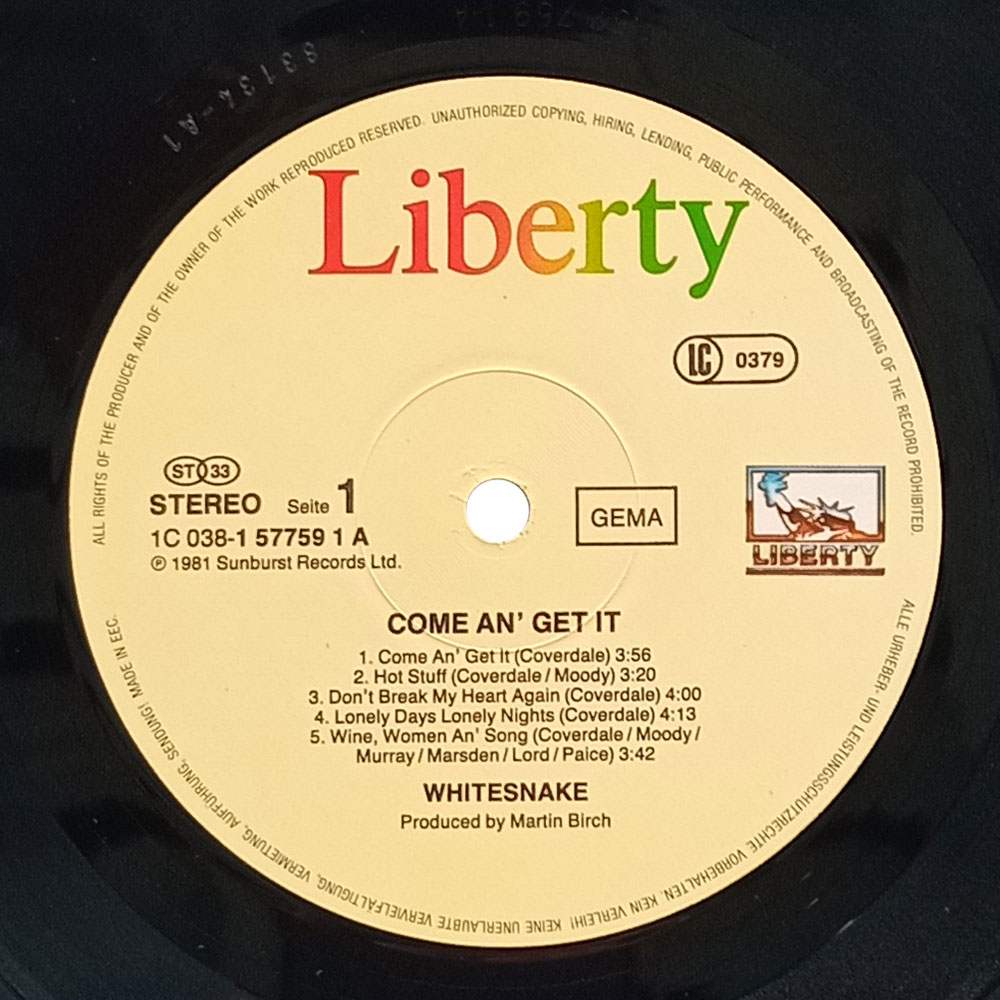 ALL RIGHTS OF THE PRODUCER AND OF THE OWNER OF THE WORK REPRODUCED RESERVED. UNAUTHORIZED COPYING, HIRING, LENDING, PUBLIC PERFORMANCE AND BROADCASTING OF THE RECORD PROHIBITED.
Liberty
LC 0379
ST 33
STEREO Seite 1
1C 038-1 57759 1 A
℗ 1981 Sunburst Records Ltd.
GEMA
LIBERTY
COME AN' GET IT
1. Come An' Get It (Coverdale) 3:56
2. Hot Stuff (Coverdale / Moody) 3:20
3. Don't Break My Heart Again (Coverdale) 4:00
4. Lonely Days Lonely Nights (Coverdale) 4:13
5. Wine, Women An' Song (Coverdale / Moody /
Murray / Marsden / Lord / Paice) 3:42
WHITESNAKE
Produced by Martin Birch
ALLE URHEBER- UND LEISTUNGSSCHUTZRECHTE VORBEHALTEN. KEIN VERLEIH! KEINE UNERLAUBTE VERVIELFÄLTIGUNG, VERMIETUNG, AUFFÜHRUNG, SENDUNG! MADE IN EEC.